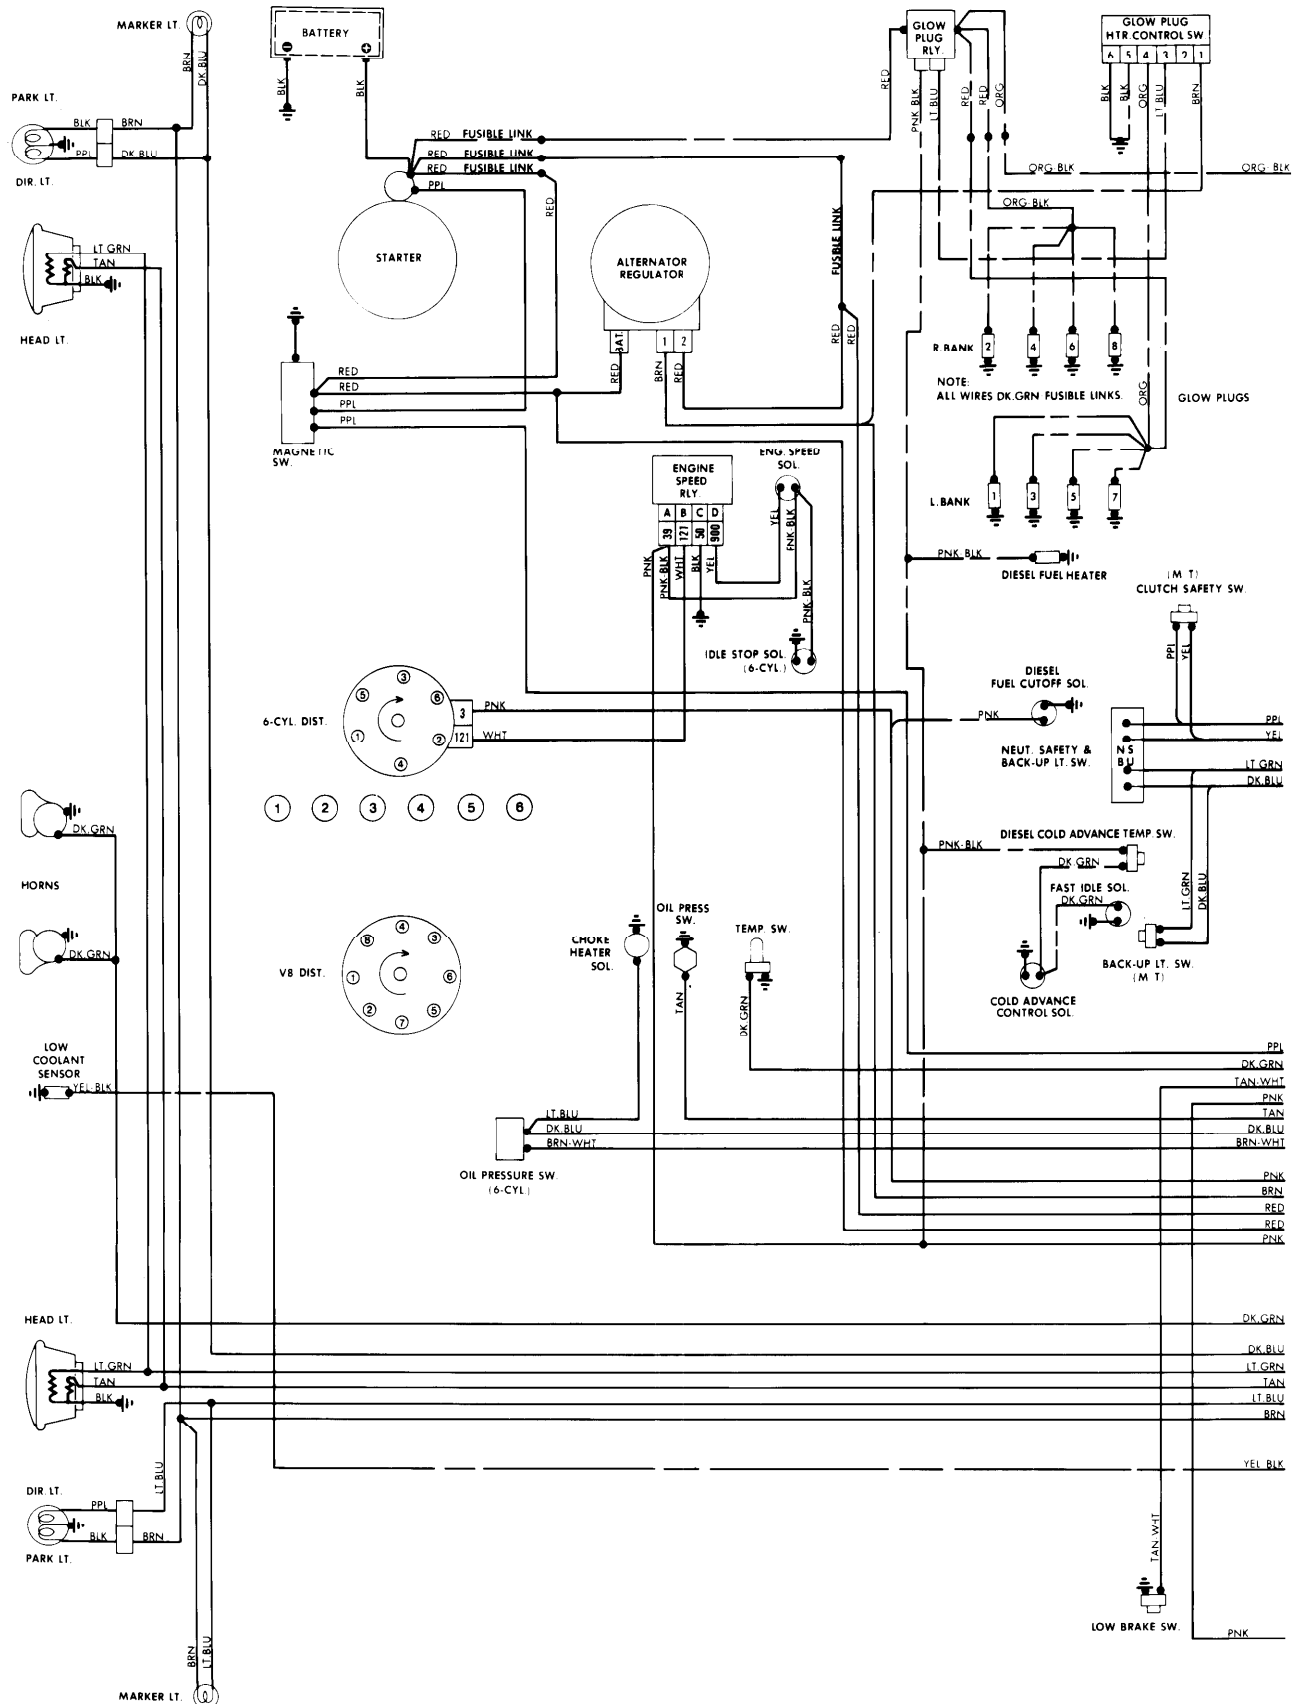 MARKER LT.
BRN
DK.BLU
BATTERY
BLK
BLK
GLOW
PLUG
RLY.
GLOW PLUG
HTR.CONTROL SW.
6 5 4 3 2 1
RED
PNK BLK
LT BLU
RED
RED
ORG
BLK
BLK
ORG
LT BLU
BRN
PARK LT.
BLK
BRN
PPL
DK.BLU
DIR. LT.
RED FUSIBLE LINK
RED FUSIBLE LINK
RED FUSIBLE LINK
PPL
RED
ORG-BLK
ORG-BLK
ORG-BLK
LT GRN
TAN
BLK
HEAD LT.
STARTER
ALTERNATOR
REGULATOR
BAT.
1 2
RED
BRN
RED
FUSIBLE LINK
RED
RED
R.BANK
2 4 6 8
NOTE:
ALL WIRES DK.GRN FUSIBLE LINKS.
ORG
GLOW PLUGS
RED
RED
PPL
PPL
MAGNETIC
SW.
L.BANK
1 3 5 7
ENGINE
SPEED
RLY.
A B C D
39 121 50 900
ENG. SPEED
SOL.
YEL
PNK-BLK
PNK
PNK-BLK
WHT
BLK
YEL
PNK-BLK
PNK-BLK
DIESEL FUEL HEATER
(M T)
CLUTCH SAFETY SW.
PPL
YEL
IDLE STOP SOL.
(6-CYL.)
DIESEL
FUEL CUTOFF SOL.
PNK
6-CYL. DIST.
3
5
6
1
2
4
3
121
PNK
WHT
NEUT. SAFETY &
BACK-UP LT. SW.
N S
B U
PPL
YEL
LT GRN
DK.BLU
1 2 3 4 5 6
DK.GRN
HORNS
DK.GRN
DIESEL COLD ADVANCE TEMP. SW.
PNK-BLK
DK GRN
FAST IDLE SOL.
DK.GRN
LT GRN
DK.BLU
BACK-UP LT. SW.
(M T)
COLD ADVANCE
CONTROL SOL.
V8 DIST.
4
8
3
1
6
2
5
7
CHOKE
HEATER
SOL.
OIL PRESS
SW.
TEMP. SW.
TAN
DK.GRN
LOW
COOLANT
SENSOR
YEL-BLK
LT.BLU
DK.BLU
BRN-WHT
OIL PRESSURE SW.
(6-CYL.)
PPL
DK.GRN
TAN-WHT
PNK
TAN
DK.BLU
BRN-WHT
PNK
BRN
RED
RED
PNK
HEAD LT.
LT.GRN
TAN
BLK
DK.GRN
DK.BLU
LT.GRN
TAN
LT.BLU
BRN
YEL BLK
DIR. LT.
PPL
LT BLU
BLK
BRN
PARK LT.
TAN-WHT
LOW BRAKE SW.
PNK
BRN
LT.BLU
MARKER LT.